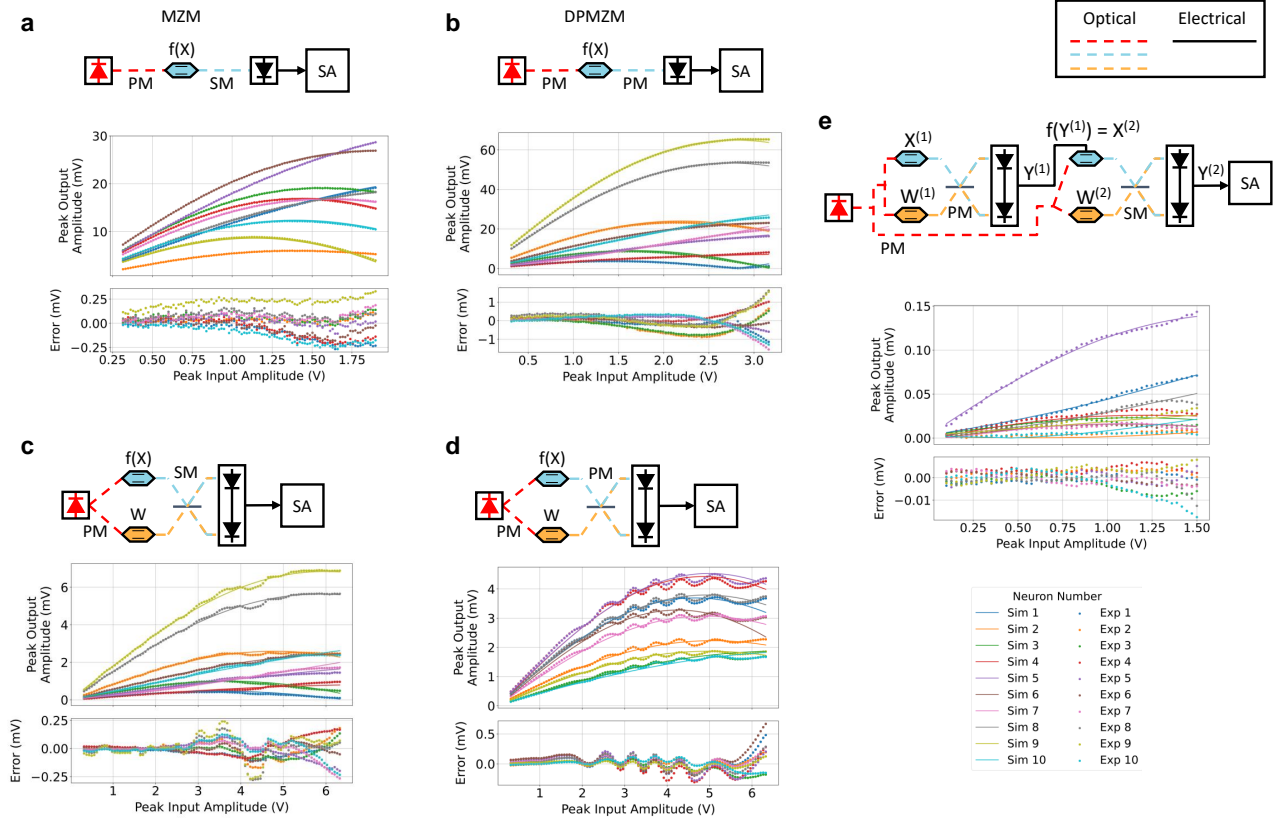 a
MZM
f(X)
PM
SM
SA
30
20
10
Peak Output
Amplitude (mV)
0.25
0.00
−0.25
Error (mV)
0.25 0.50 0.75 1.00 1.25 1.50 1.75
Peak Input Amplitude (V)
b
DPMZM
f(X)
PM
PM
SA
60
40
20
0
Peak Output
Amplitude (mV)
1
−1
Error (mV)
0.5 1.0 1.5 2.0 2.5 3.0
Peak Input Amplitude (V)
Optical Electrical
c
f(X)
SM
PM
W
SA
6
4
2
0
Peak Output
Amplitude (mV)
0.25
0.00
−0.25
Error (mV)
1 2 3 4 5 6
Peak Input Amplitude (V)
d
f(X)
PM
PM
W
SA
4
3
2
1
0
Peak Output
Amplitude (mV)
0.5
0.0
Error (mV)
1 2 3 4 5 6
Peak Input Amplitude (V)
e
X(1)
W(1)
PM
PM
Y(1)
f(Y(1)) = X(2)
W(2)
SM
Y(2)
SA
0.15
0.10
0.05
0.00
Peak Output
Amplitude (mV)
0.00
−0.01
Error (mV)
0.25 0.50 0.75 1.00 1.25 1.50
Peak Input Amplitude (V)
Neuron Number
Sim 1 Exp 1
Sim 2 Exp 2
Sim 3 Exp 3
Sim 4 Exp 4
Sim 5 Exp 5
Sim 6 Exp 6
Sim 7 Exp 7
Sim 8 Exp 8
Sim 9 Exp 9
Sim 10 Exp 10